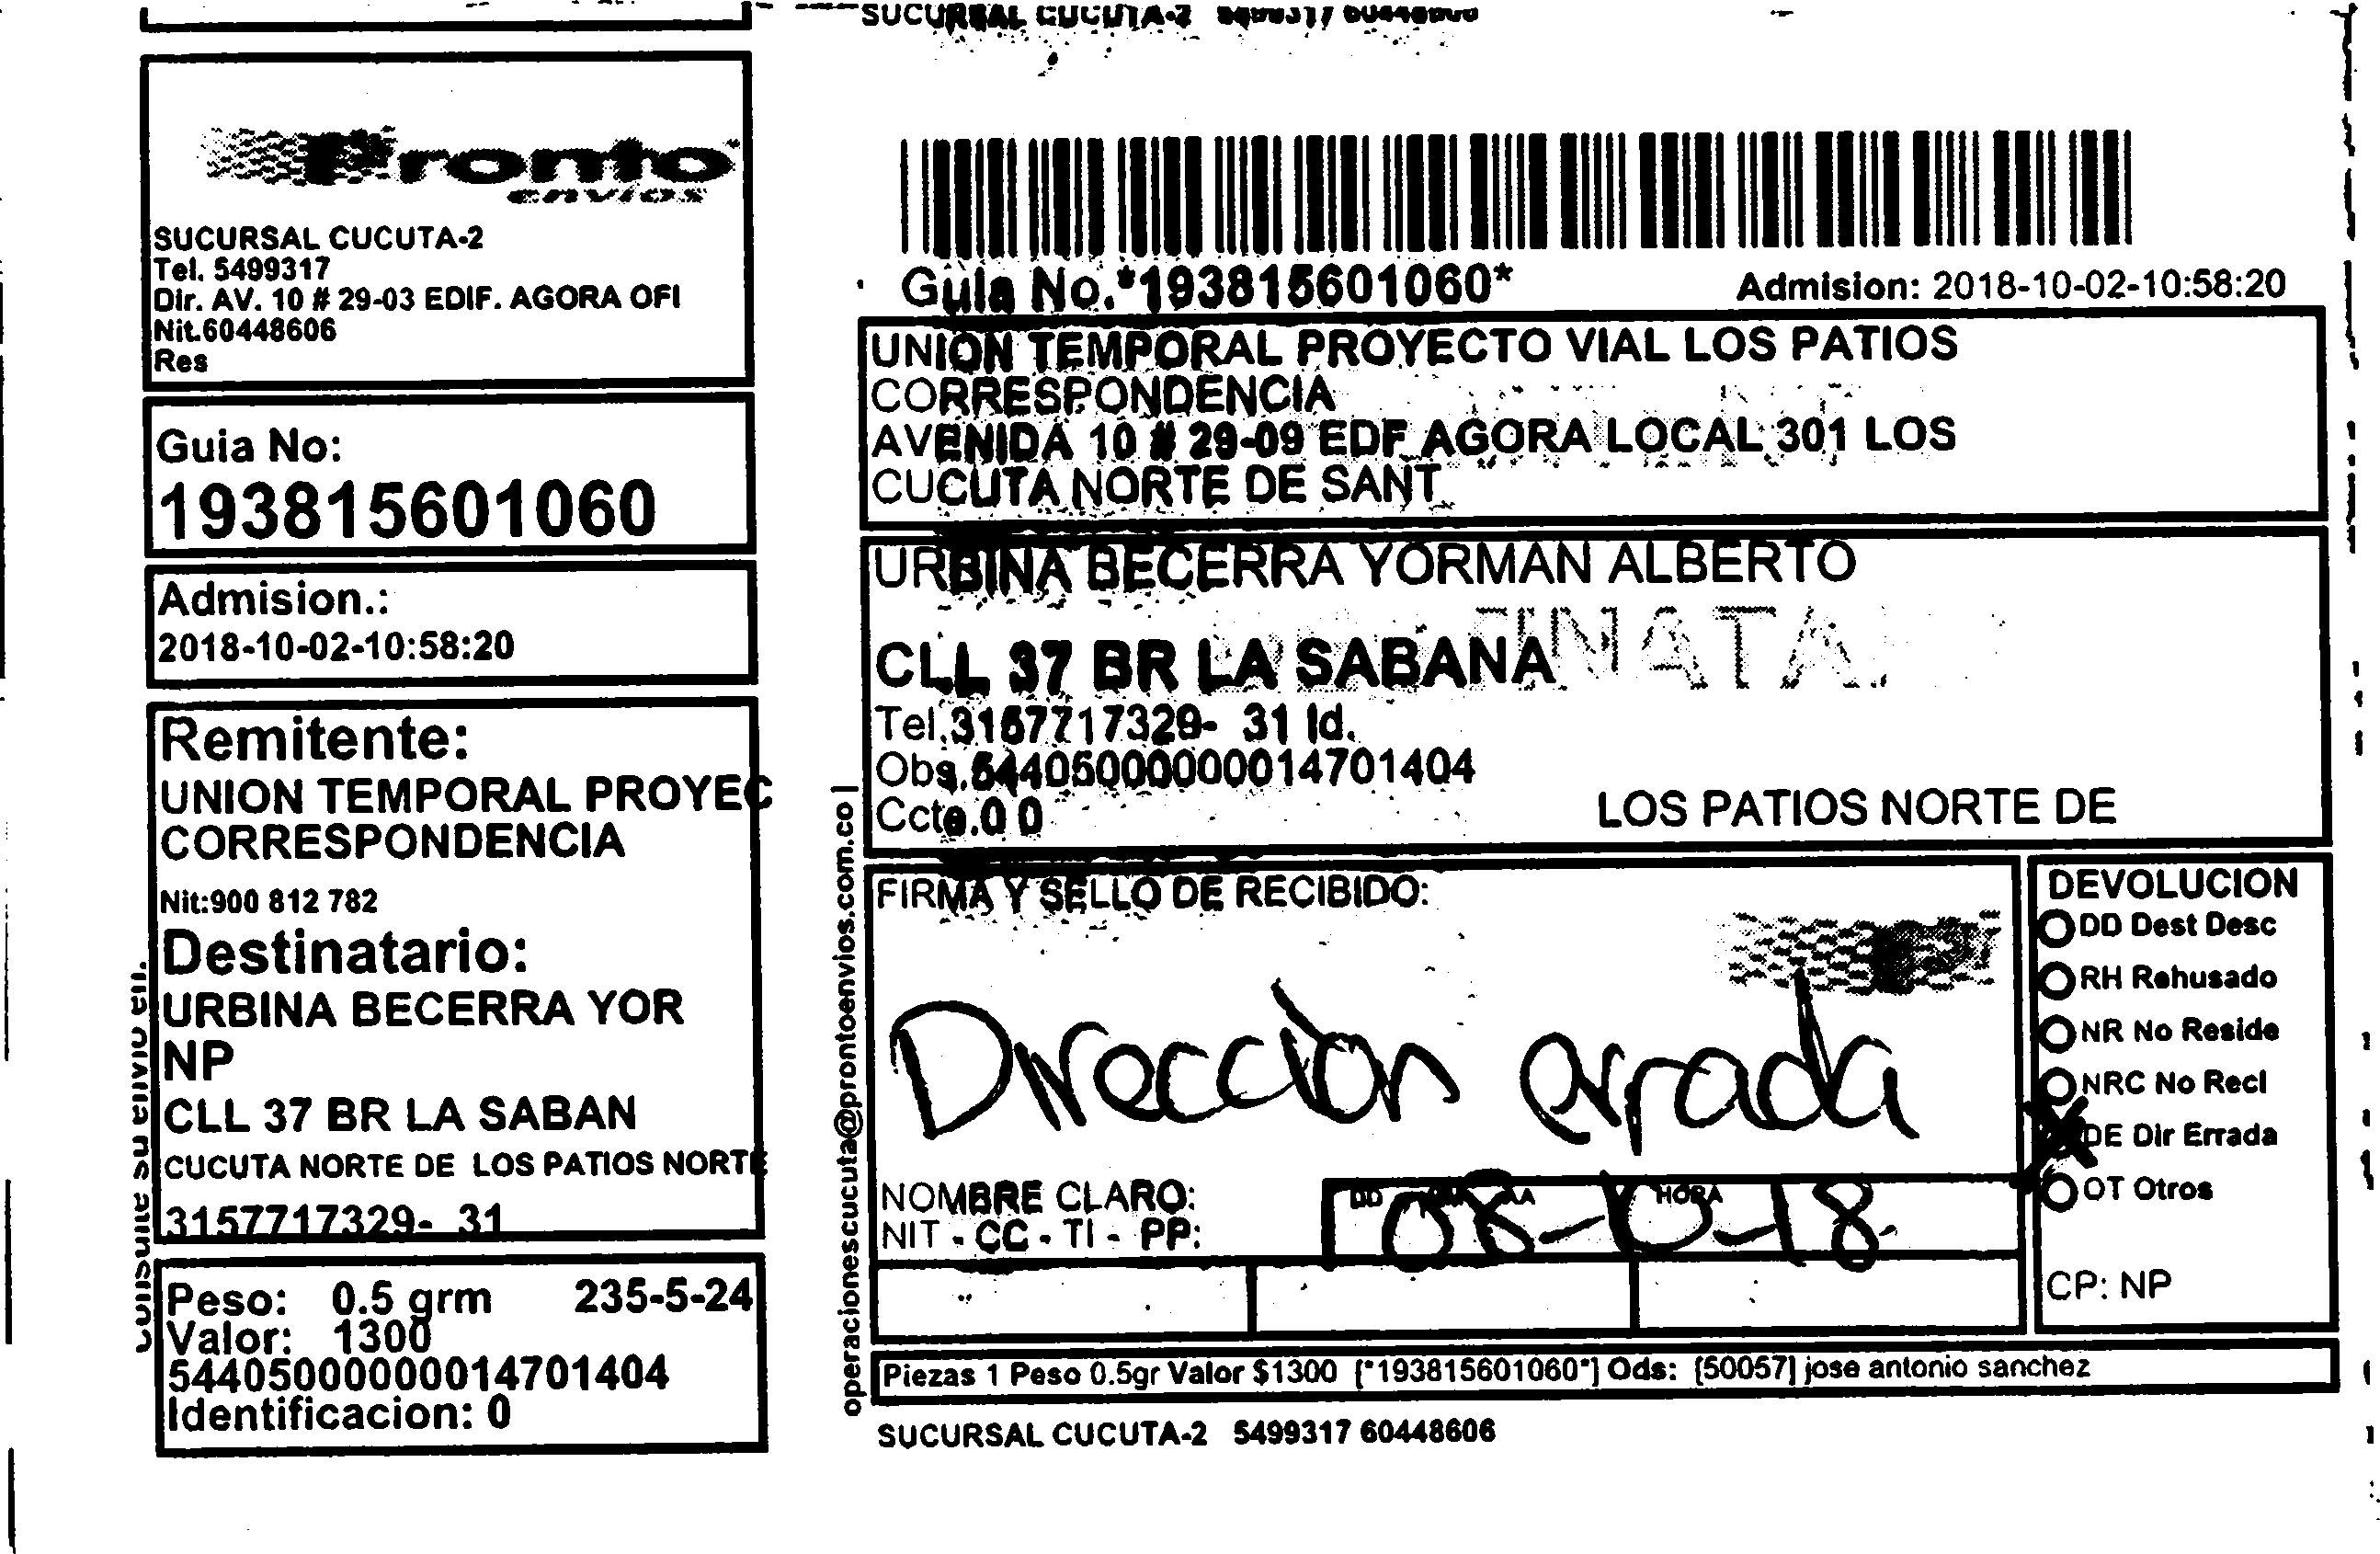 SUCURSAL CUCUTA-2
Pronto
envios
SUCURSAL CUCUTA-2
Tel. 5499317
Dir. AV. 10 # 29-03 EDIF. AGORA OFI
Nit.60448606
Res
Guia No:
193815601060
Admision.:
2018-10-02-10:58:20
Remitente:
UNION TEMPORAL PROYEC
CORRESPONDENCIA
Nit:900 812 782
Destinatario:
URBINA BECERRA YOR
NP
CLL 37 BR LA SABAN
CUCUTA NORTE DE LOS PATIOS NORTE
3157717329- 31
Peso: 0.5 grm 235-5-24
Valor: 1300
544050000000014701404
Identificacion: 0
Consulte su envio en.
operacionescucuta@prontoenvios.com.co
Guia No.*193815601060*
Admision: 2018-10-02-10:58:20
UNION TEMPORAL PROYECTO VIAL LOS PATIOS
CORRESPONDENCIA
AVENIDA 10 # 29-09 EDF AGORA LOCAL 301 LOS
CUCUTA NORTE DE SANT
URBINA BECERRA YORMAN ALBERTO
CLL 37 BR LA SABANA
Tel.3157717329- 31 Id.
Obs.544050000000014701404
Ccte.0 0
LOS PATIOS NORTE DE
FIRMA Y SELLO DE RECIBIDO:
Dirección errada
NOMBRE CLARO:
NIT - CC - TI - PP:
DD AA HORA
08-10-18
DEVOLUCION
DD Dest Desc
RH Rehusado
NR No Reside
NRC No Recl
DE Dir Errada
OT Otros
CP: NP
Piezas 1 Peso 0.5gr Valor $1300 [*193815601060*] Ods: [50057] jose antonio sanchez
SUCURSAL CUCUTA-2 5499317 60448606